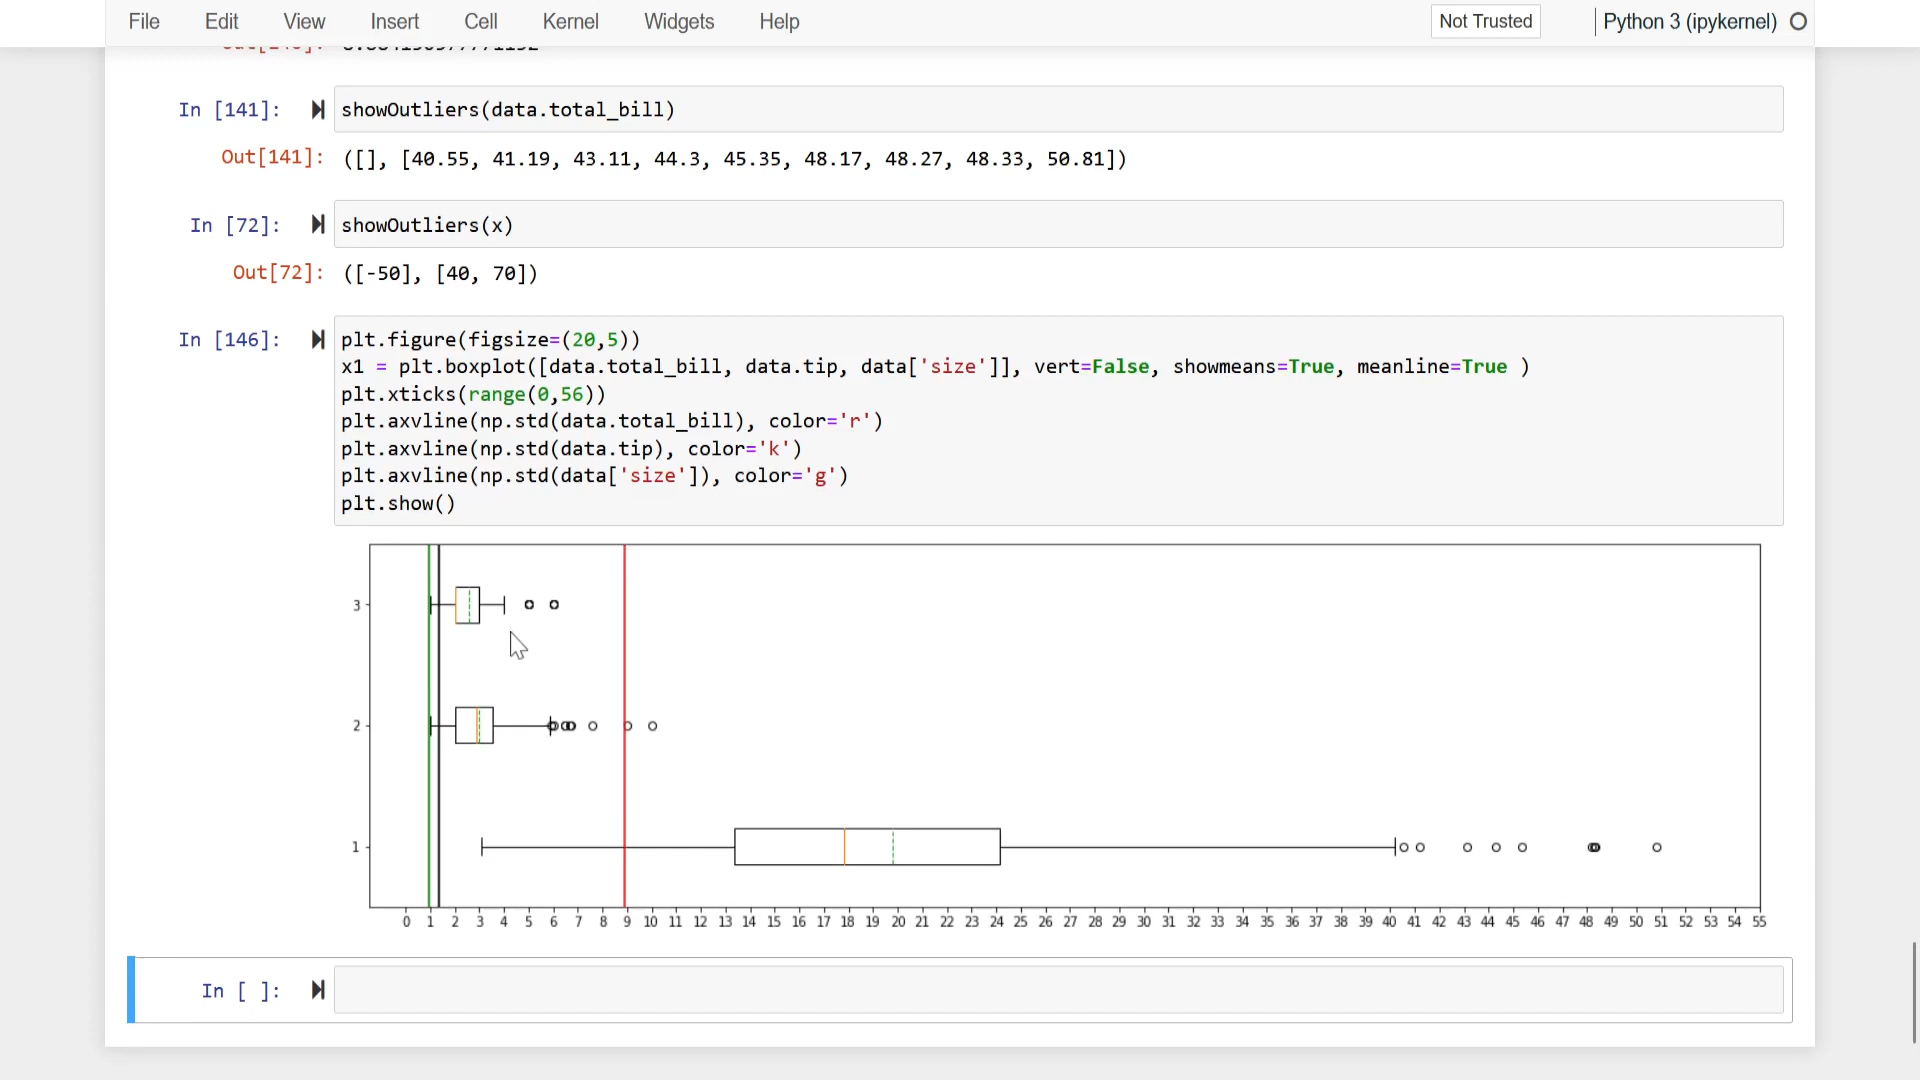 File Edit View Insert Cell Kernel Widgets Help Not Trusted Python 3 (ipykernel)
In [141]: showOutliers(data.total_bill)
Out[141]: ([], [40.55, 41.19, 43.11, 44.3, 45.35, 48.17, 48.27, 48.33, 50.81])
In [72]: showOutliers(x)
Out[72]: ([-50], [40, 70])
In [146]: plt.figure(figsize=(20,5))
x1 = plt.boxplot([data.total_bill, data.tip, data['size']], vert=False, showmeans=True, meanline=True )
plt.xticks(range(0,56))
plt.axvline(np.std(data.total_bill), color='r')
plt.axvline(np.std(data.tip), color='k')
plt.axvline(np.std(data['size']), color='g')
plt.show()
3
2
1
0 1 2 3 4 5 6 7 8 9 10 11 12 13 14 15 16 17 18 19 20 21 22 23 24 25 26 27 28 29 30 31 32 33 34 35 36 37 38 39 40 41 42 43 44 45 46 47 48 49 50 51 52 53 54 55
In [ ]: